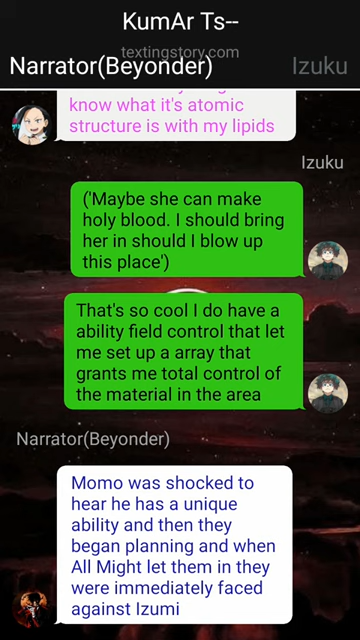 KumAr Ts--
textingstory.com
Narrator(Beyonder) Izuku
know what it's atomic
structure is with my lipids
Izuku
('Maybe she can make
holy blood. I should bring
her in should I blow up
this place')
That's so cool I do have a
ability field control that let
me set up a array that
grants me total control of
the material in the area
Narrator(Beyonder)
Momo was shocked to
hear he has a unique
ability and then they
began planning and when
All Might let them in they
were immediately faced
against Izumi